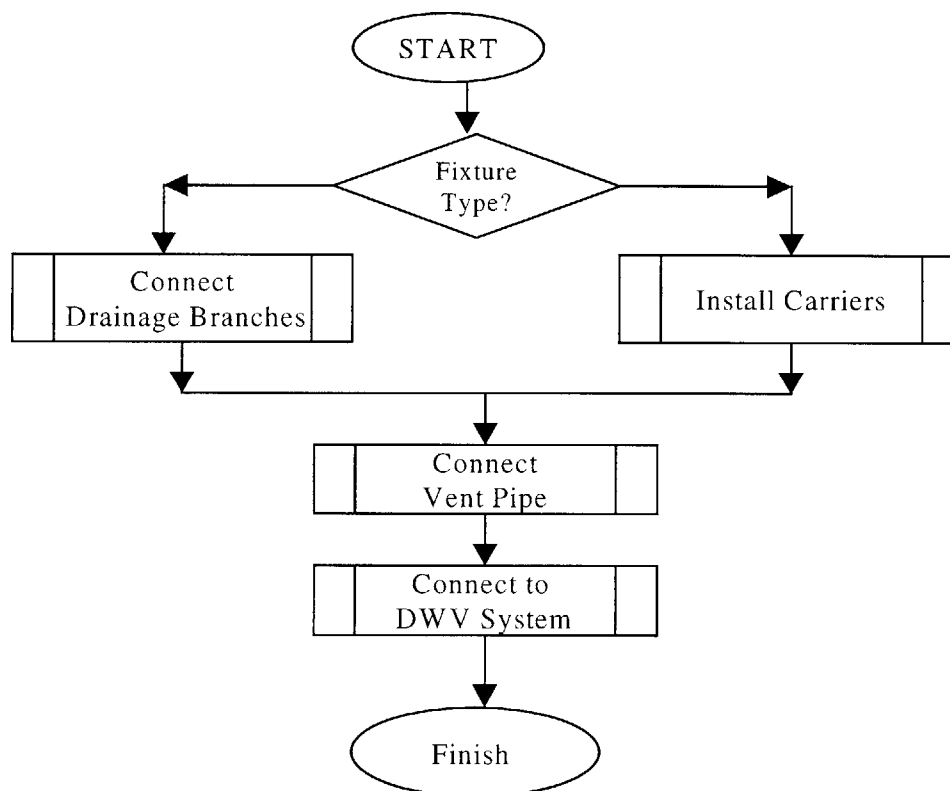 START
Fixture
Type?
Connect
Drainage Branches
Install Carriers
Connect
Vent Pipe
Connect to
DWV System
Finish